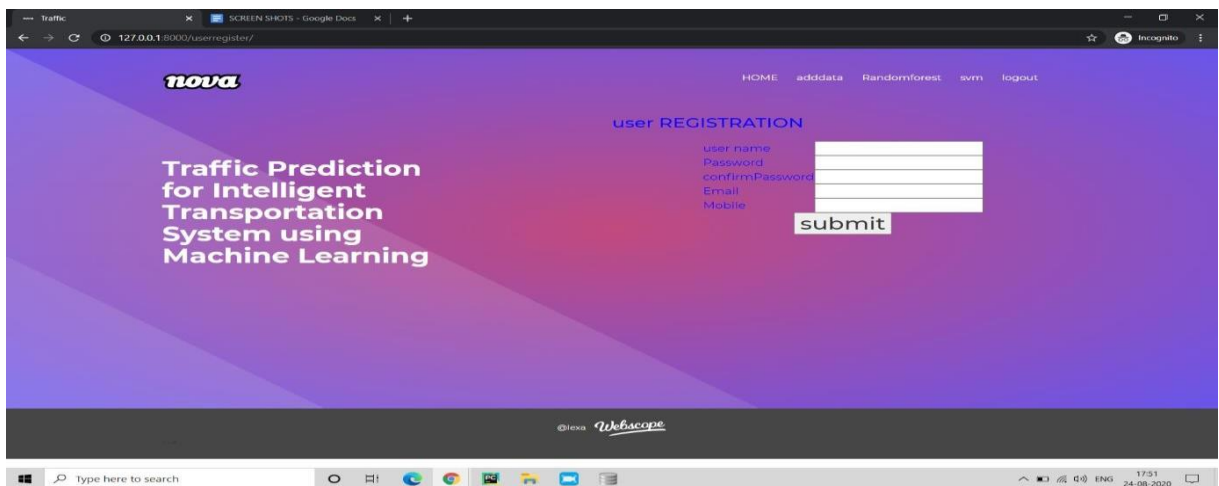 Traffic
SCREEN SHOTS - Google Docs
127.0.0.1:8000/userregister/
Incognito
nova
HOME adddata Randomforest svm logout
user REGISTRATION
Traffic Prediction
for Intelligent
Transportation
System using
Machine Learning
user name
Password
confirmPassword
Email
Mobile
submit
@lexa Webscope
Type here to search
ENG
17:51
24-08-2020